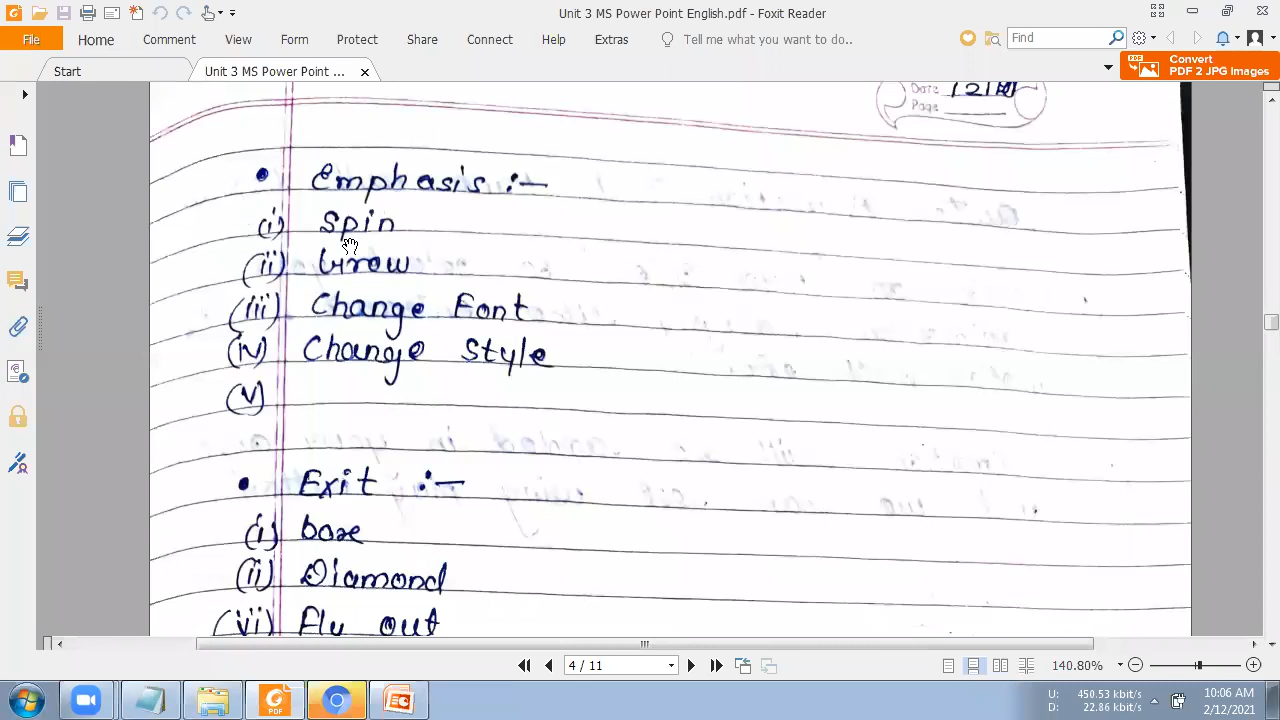 Unit 3 MS Power Point English.pdf - Foxit Reader
File Home Comment View Form Protect Share Connect Help Extras Tell me what you want to do.. Find
Start Unit 3 MS Power Point ... Convert
PDF 2 JPG Images
Date
Page
• Emphasis :-
(i) Spin
(ii) Grow
(iii) Change Font
(iv) Change Style
(v)
• Exit :-
(i)
(ii) Diamond
(vi) Fly out
4 / 11 140.80%
PDF
U: 450.53 kbit/s
D: 22.86 kbit/s
10:06 AM
2/12/2021